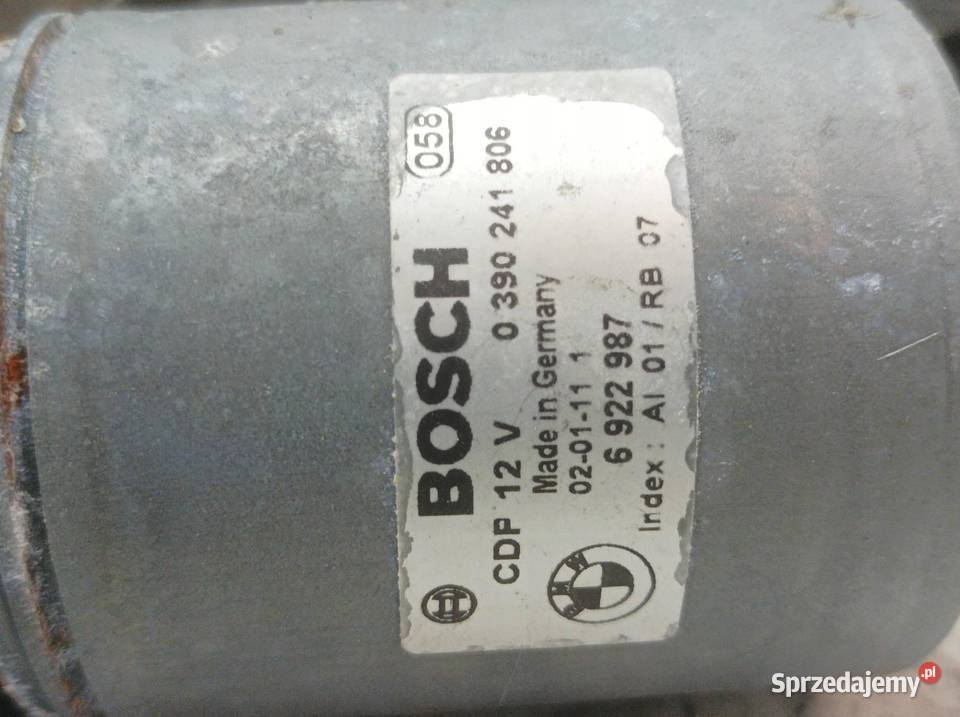 BOSCH 058
CDP 12 V 0 390 241 806
Made in Germany
02-01-11 1
6 922 987
Index: AI 01 / RB 07
BMW
Sprzedajemy.pl